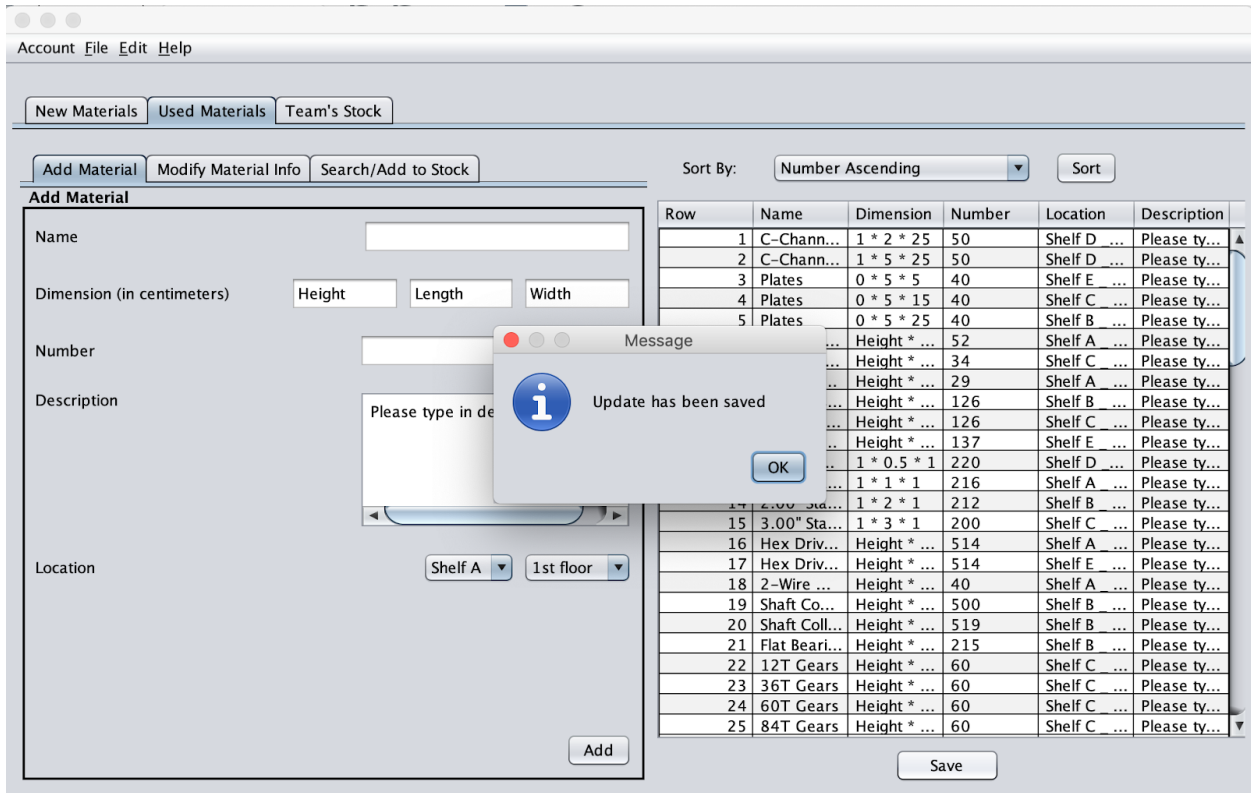 Account File Edit Help
New Materials Used Materials Team's Stock
Add Material Modify Material Info Search/Add to Stock
Sort By: Number Ascending Sort
Add Material
Name
Dimension (in centimeters) Height Length Width
Number
Description
Please type in de
Location Shelf A 1st floor
Add
Message
Update has been saved
OK
Row Name Dimension Number Location Description
1 C-Chann... 1 * 2 * 25 50 Shelf D _... Please ty...
2 C-Chann... 1 * 5 * 25 50 Shelf D _... Please ty...
3 Plates 0 * 5 * 5 40 Shelf E _ ... Please ty...
4 Plates 0 * 5 * 15 40 Shelf C _ ... Please ty...
5 Plates 0 * 5 * 25 40 Shelf B _ ... Please ty...
... Height * ... 52 Shelf A _ ... Please ty...
... Height * ... 34 Shelf C _ ... Please ty...
... Height * ... 29 Shelf A _ ... Please ty...
... Height * ... 126 Shelf B _ ... Please ty...
... Height * ... 126 Shelf C _ ... Please ty...
... Height * ... 137 Shelf E _ ... Please ty...
... 1 * 0.5 * 1 220 Shelf D _... Please ty...
... 1 * 1 * 1 216 Shelf A _ ... Please ty...
14 2.00" Sta... 1 * 2 * 1 212 Shelf B _ ... Please ty...
15 3.00" Sta... 1 * 3 * 1 200 Shelf C _ ... Please ty...
16 Hex Driv... Height * ... 514 Shelf A _ ... Please ty...
17 Hex Driv... Height * ... 514 Shelf E _ ... Please ty...
18 2-Wire ... Height * ... 40 Shelf A _ ... Please ty...
19 Shaft Co... Height * ... 500 Shelf B _ ... Please ty...
20 Shaft Coll... Height * ... 519 Shelf B _ ... Please ty...
21 Flat Beari... Height * ... 215 Shelf B _ ... Please ty...
22 12T Gears Height * ... 60 Shelf C _ ... Please ty...
23 36T Gears Height * ... 60 Shelf C _ ... Please ty...
24 60T Gears Height * ... 60 Shelf C _ ... Please ty...
25 84T Gears Height * ... 60 Shelf C _ ... Please ty...
Save